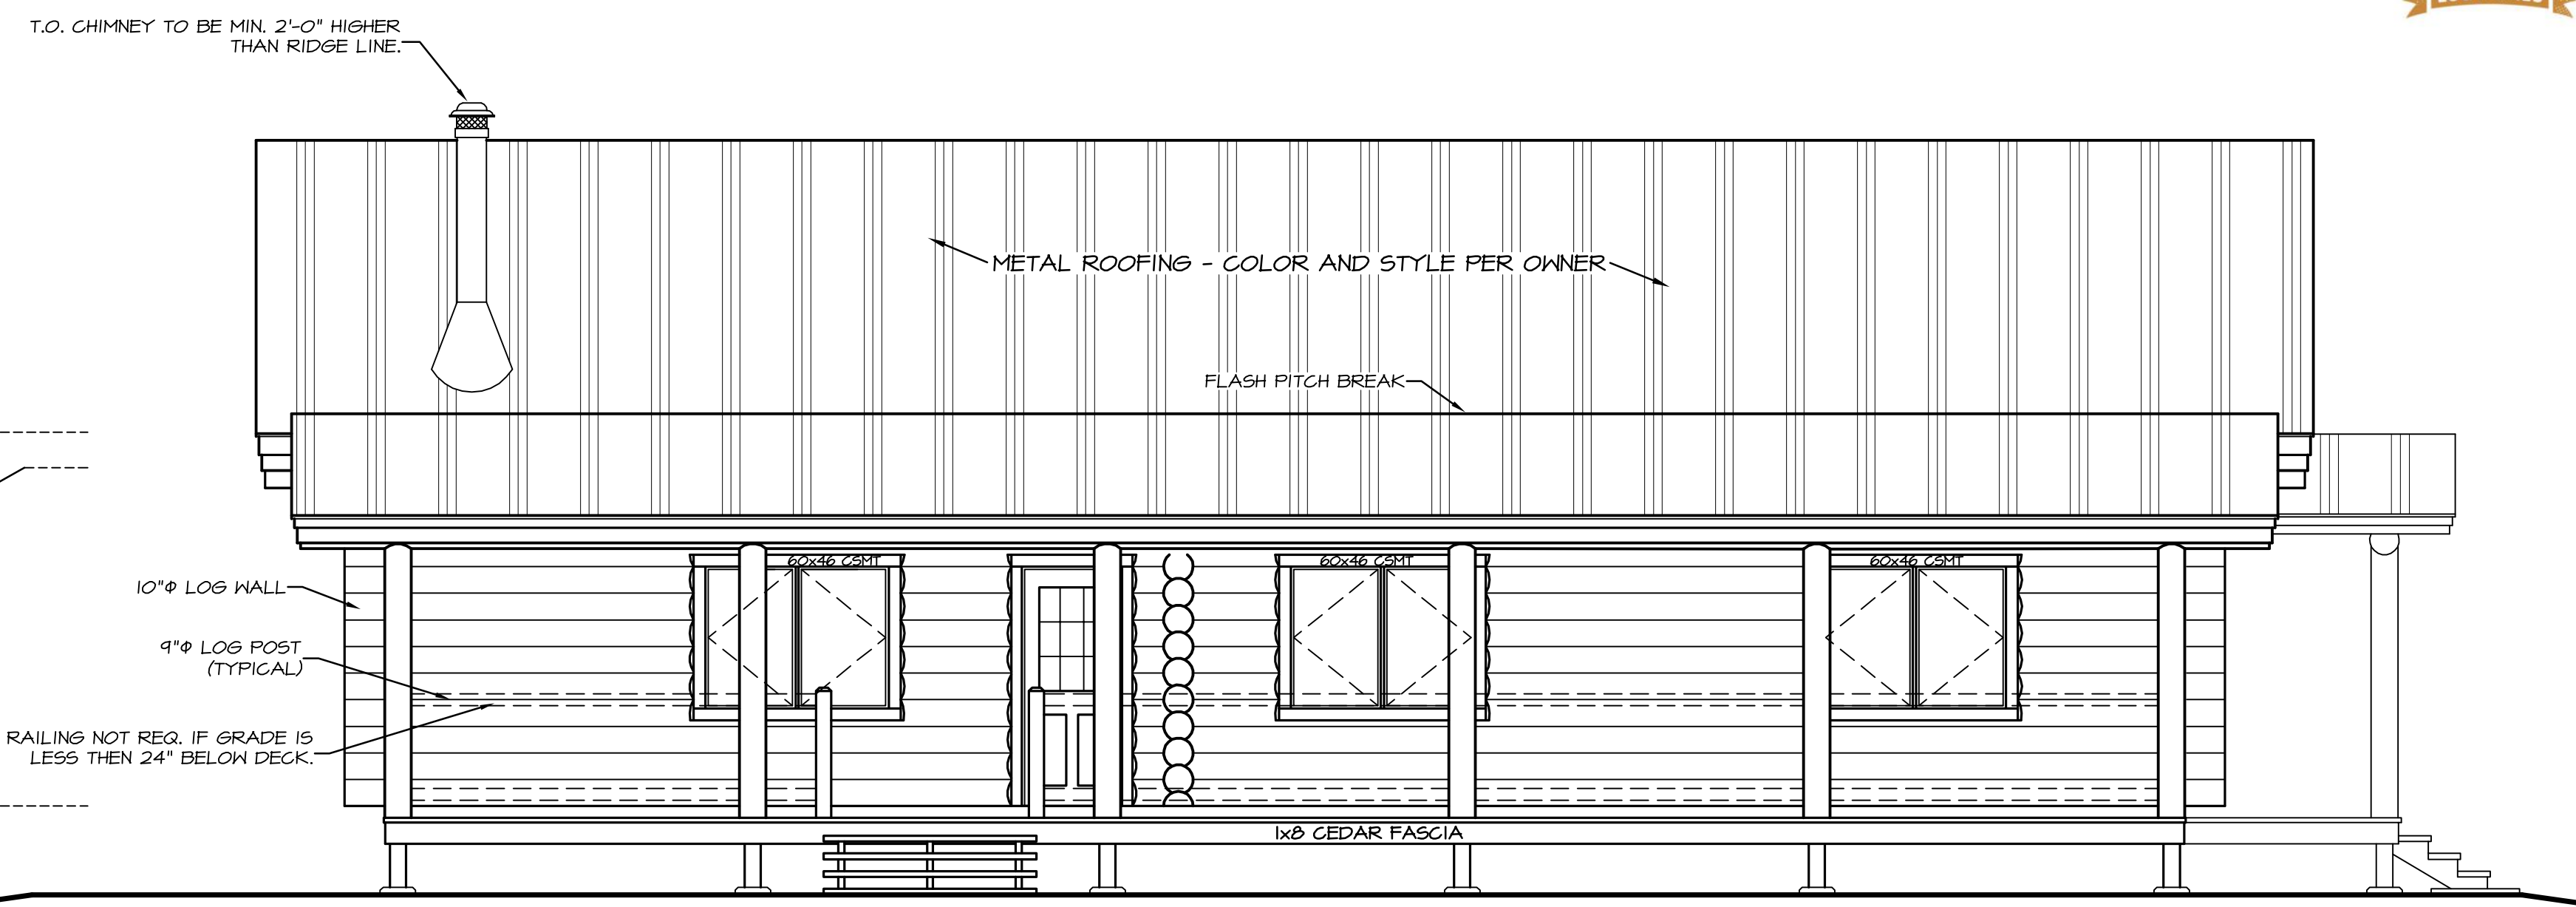 T.O. CHIMNEY TO BE MIN. 2'-0" HIGHER
THAN RIDGE LINE.
METAL ROOFING - COLOR AND STYLE PER OWNER
FLASH PITCH BREAK
60x46 CSMT
60x46 CSMT
60x46 CSMT
10"Φ LOG WALL
9"Φ LOG POST
(TYPICAL)
RAILING NOT REQ. IF GRADE IS
LESS THEN 24" BELOW DECK.
1x8 CEDAR FASCIA